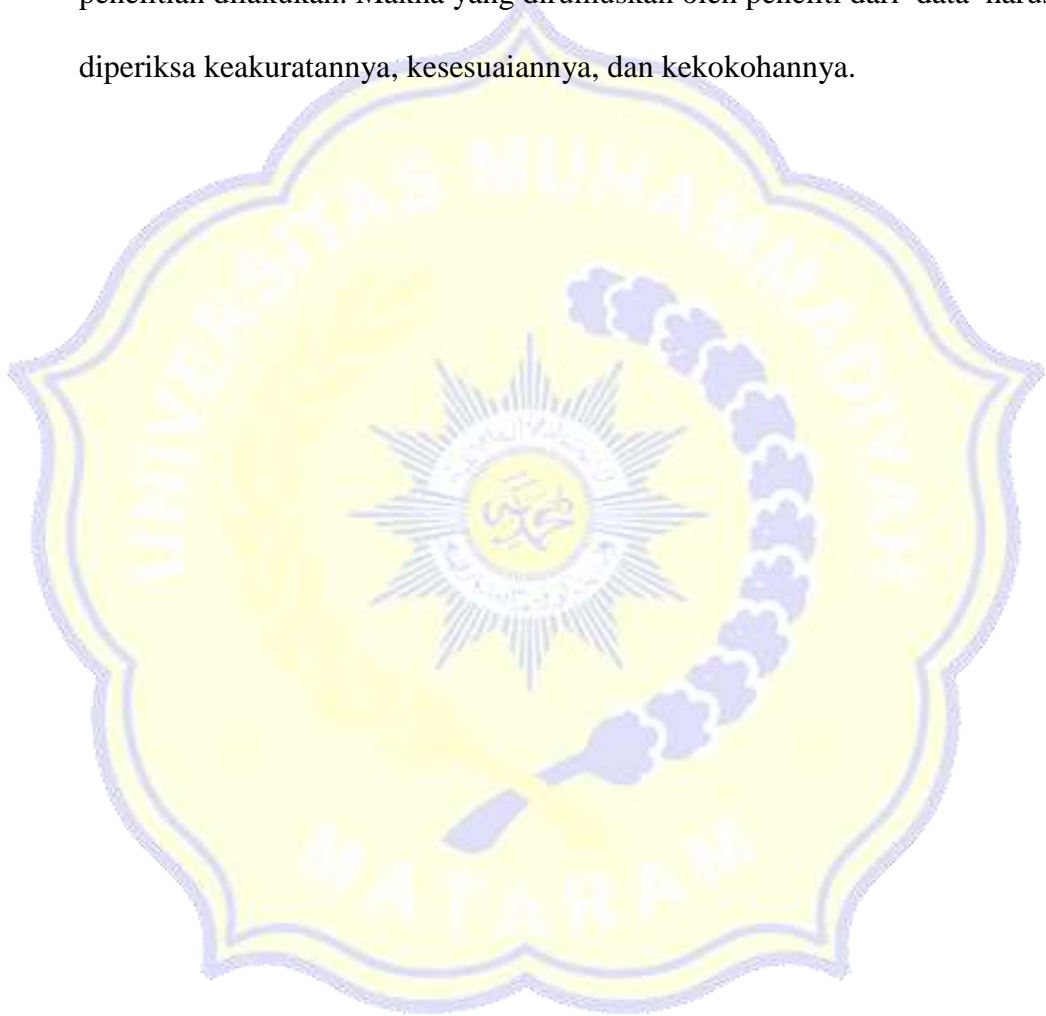 penelitian dilakukan. Makna yang dirumuskan oleh peneliti dari data harus
diperiksa keakuratannya, kesesuaiannya, dan kekokohannya.
UNIVERSITAS MUHAMMADIYAH
MATARAM